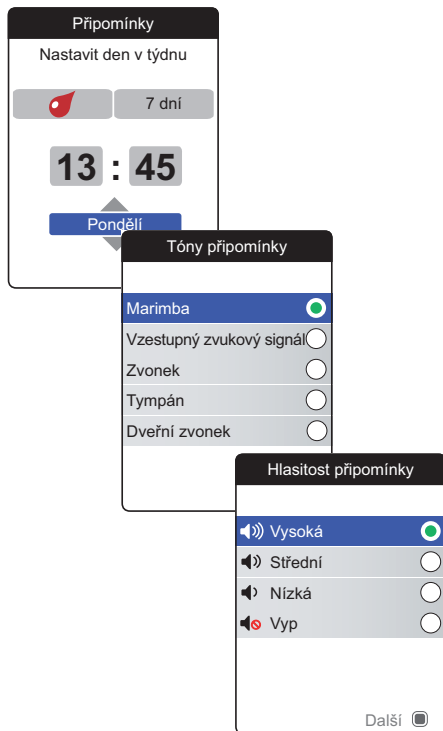 Připomínky
Nastavit den v týdnu
7 dní
13 : 45
Pondělí
Tóny připomínky
Marimba
Vzestupný zvukový signál
Zvonek
Tympán
Dveřní zvonek
Hlasitost připomínky
Vysoká
Střední
Nízká
Vyp
Další